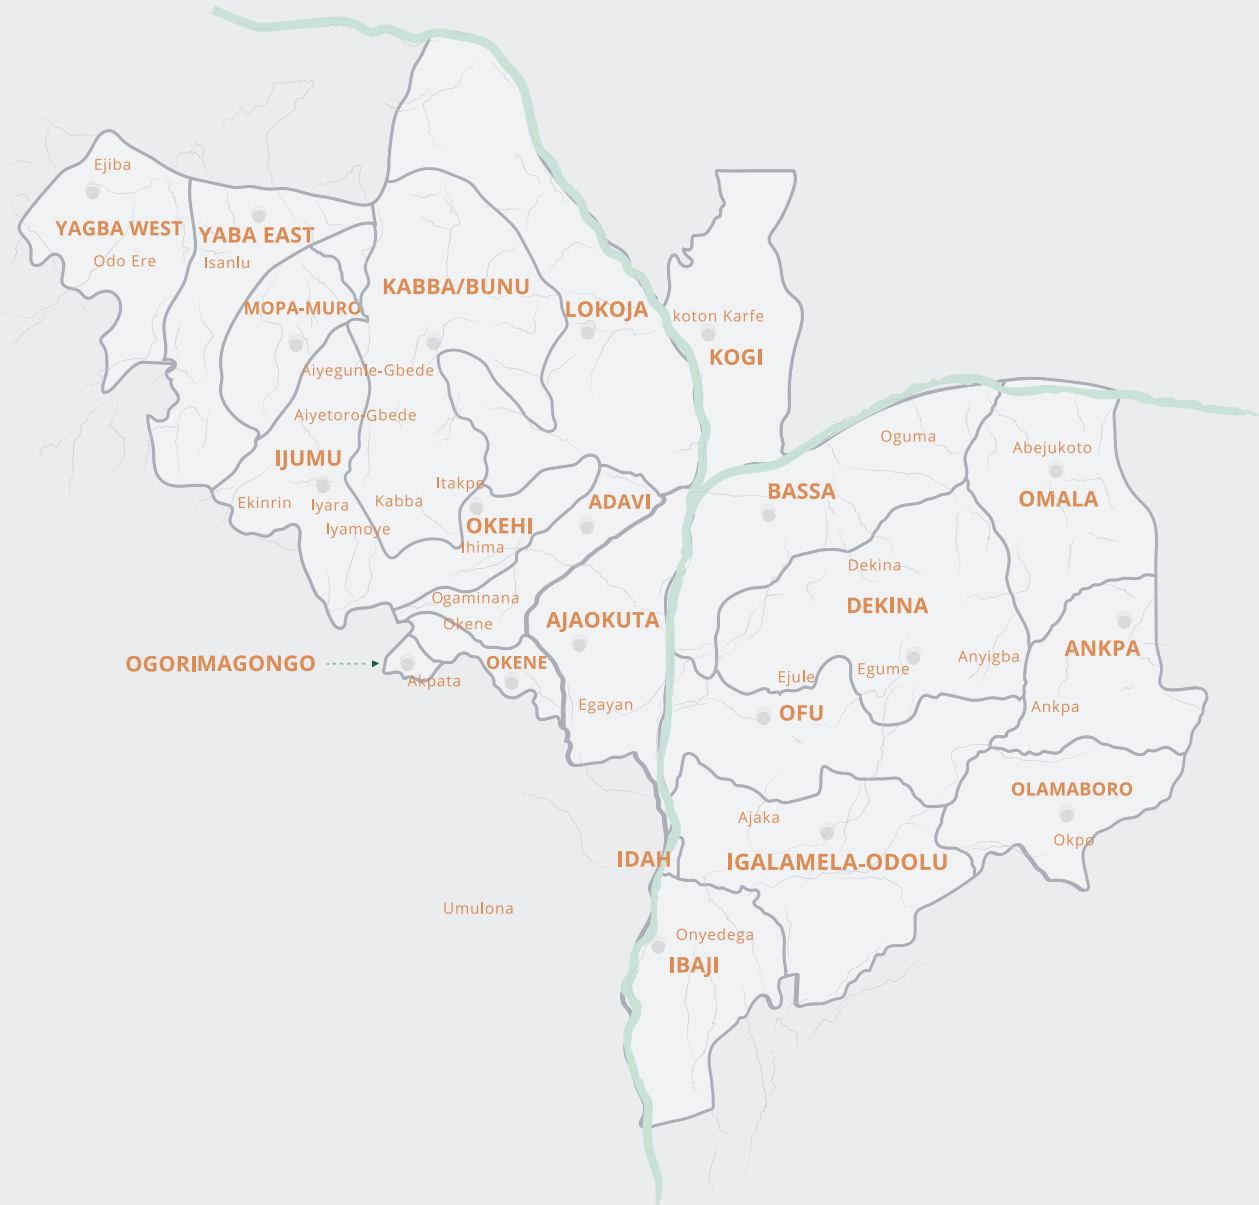 Ejiba
YAGBA WEST
YABA EAST
Odo Ere
Isanlu
KABBA/BUNU
MOPA-MURO
LOKOJA
koton Karfe
KOGI
Aiyegunle-Gbede
Aiyetoro-Gbede
Oguma
Abejukoto
IJUMU
Itakpe
BASSA
OMALA
Ekinrin
Iyara
Kabba
ADAVI
Iyamoye
OKEHI
Ihima
Dekina
Ogaminana
DEKINA
Okene
AJAOKUTA
ANKPA
OGORIMAGONGO
OKENE
Anyigba
Akpata
Ejule
Egume
Egayan
OFU
Ankpa
OLAMABORO
Ajaka
Okpo
IDAH
IGALAMELA-ODOLU
Umulona
Onyedega
IBAJI